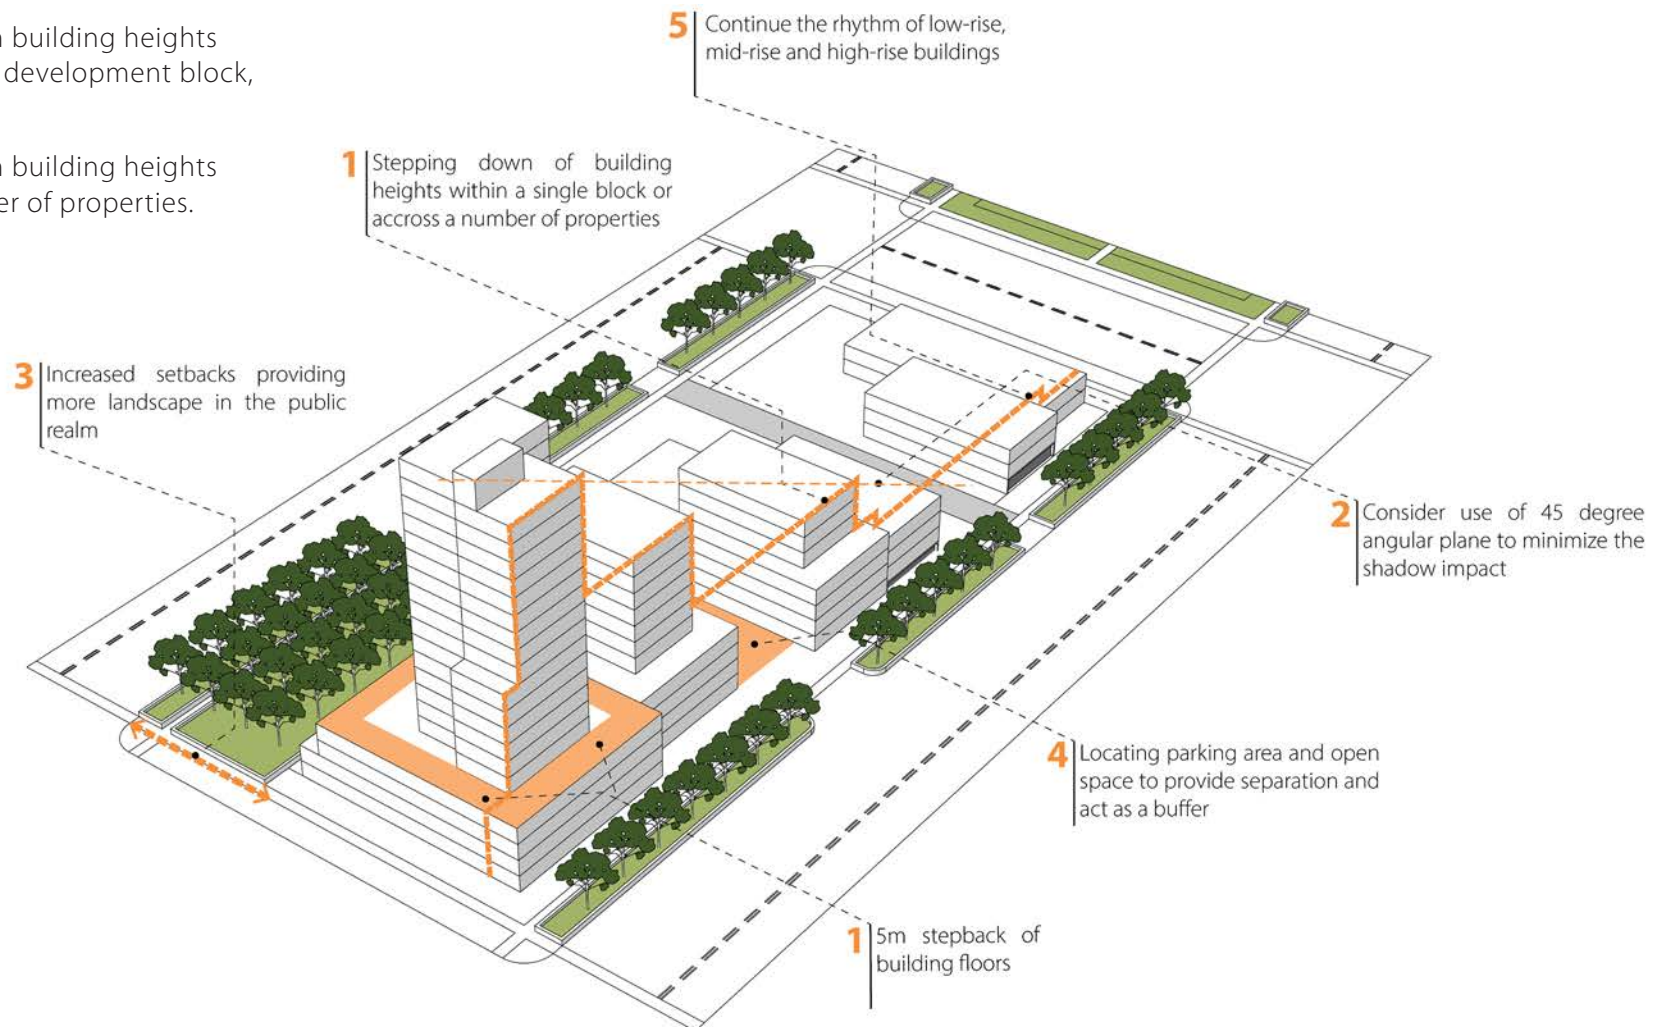 n building heights
development block,
n building heights
er of properties.
5 Continue the rhythm of low-rise,
mid-rise and high-rise buildings
1 Stepping down of building
heights within a single block or
accross a number of properties
3 Increased setbacks providing
more landscape in the public
realm
2 Consider use of 45 degree
angular plane to minimize the
shadow impact
4 Locating parking area and open
space to provide separation and
act as a buffer
1 5m stepback of
building floors